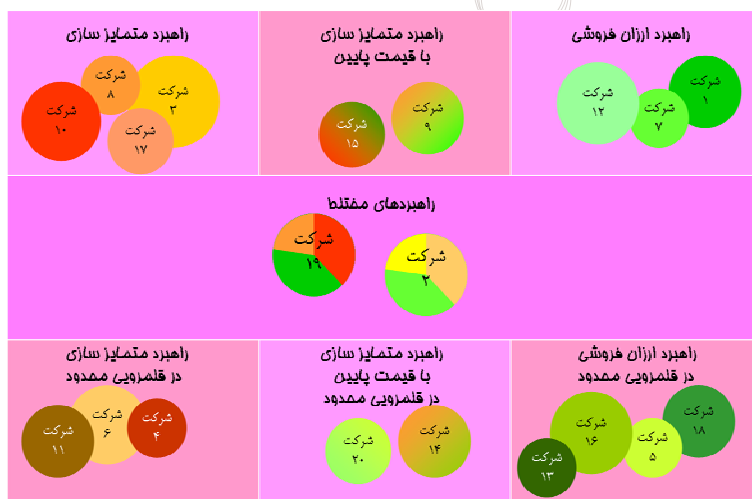 راهبرد ارزان فروشی
شرکت
۱
شرکت
۷
شرکت
۱۲
راهبرد متمایز سازی
با قیمت پایین
شرکت
۹
شرکت
۱۵
راهبرد متمایز سازی
شرکت
۳
شرکت
۸
شرکت
۱۷
شرکت
۱۰
راهبردهای مختلط
شرکت
۲
شرکت
۱۹
راهبرد ارزان فروشی
در قلمرویی محدود
شرکت
۱۸
شرکت
۵
شرکت
۱۶
شرکت
۱۳
راهبرد متمایز سازی
با قیمت پایین
در قلمرویی محدود
شرکت
۱۴
شرکت
۲۰
راهبرد متمایز سازی
در قلمرویی محدود
شرکت
۴
شرکت
۶
شرکت
۱۱